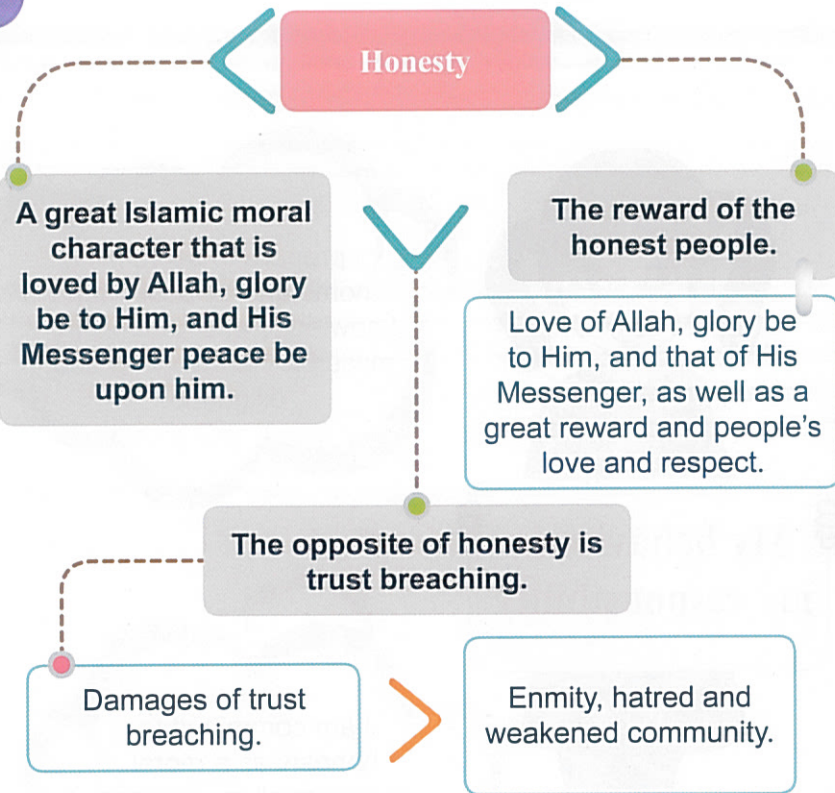 Honesty
A great Islamic moral
character that is
loved by Allah, glory
be to Him, and His
Messenger peace be
upon him.
The reward of the
honest people.
Love of Allah, glory be
to Him, and that of His
Messenger, as well as a
great reward and people's
love and respect.
The opposite of honesty is
trust breaching.
Damages of trust
breaching.
Enmity, hatred and
weakened community.